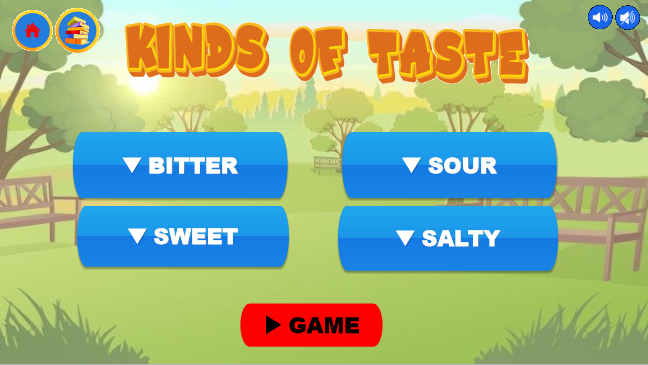 KINDS OF TASTE
▼ BITTER
▼ SOUR
▼ SWEET
▼ SALTY
▶ GAME